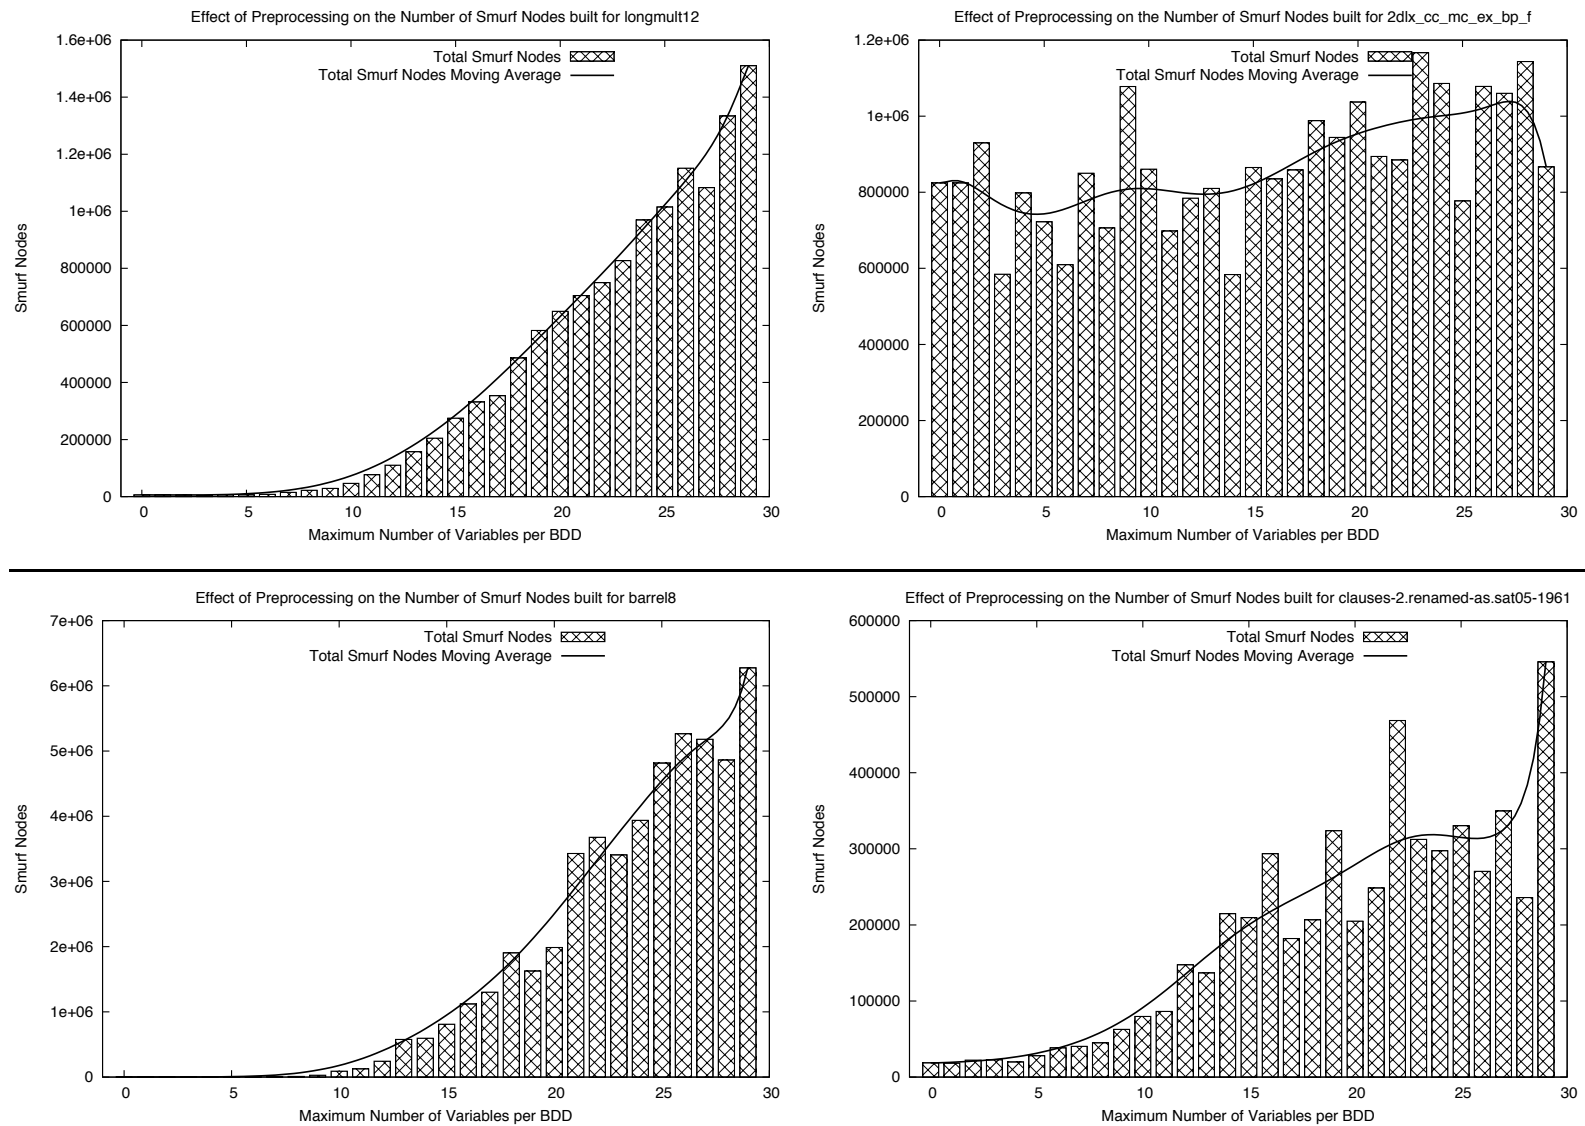 Effect of Preprocessing on the Number of Smurf Nodes built for longmult12
1.6e+06
1.4e+06
1.2e+06
1e+06
800000
600000
400000
200000
0
Smurf Nodes
Total Smurf Nodes
Total Smurf Nodes Moving Average
0 5 10 15 20 25 30
Maximum Number of Variables per BDD
Effect of Preprocessing on the Number of Smurf Nodes built for 2dlx_cc_mc_ex_bp_f
1.2e+06
1e+06
800000
600000
400000
200000
0
Smurf Nodes
Total Smurf Nodes
Total Smurf Nodes Moving Average
0 5 10 15 20 25 30
Maximum Number of Variables per BDD
Effect of Preprocessing on the Number of Smurf Nodes built for barrel8
7e+06
6e+06
5e+06
4e+06
3e+06
2e+06
1e+06
0
Smurf Nodes
Total Smurf Nodes
Total Smurf Nodes Moving Average
0 5 10 15 20 25 30
Maximum Number of Variables per BDD
Effect of Preprocessing on the Number of Smurf Nodes built for clauses-2.renamed-as.sat05-1961
600000
500000
400000
300000
200000
100000
0
Smurf Nodes
Total Smurf Nodes
Total Smurf Nodes Moving Average
0 5 10 15 20 25 30
Maximum Number of Variables per BDD